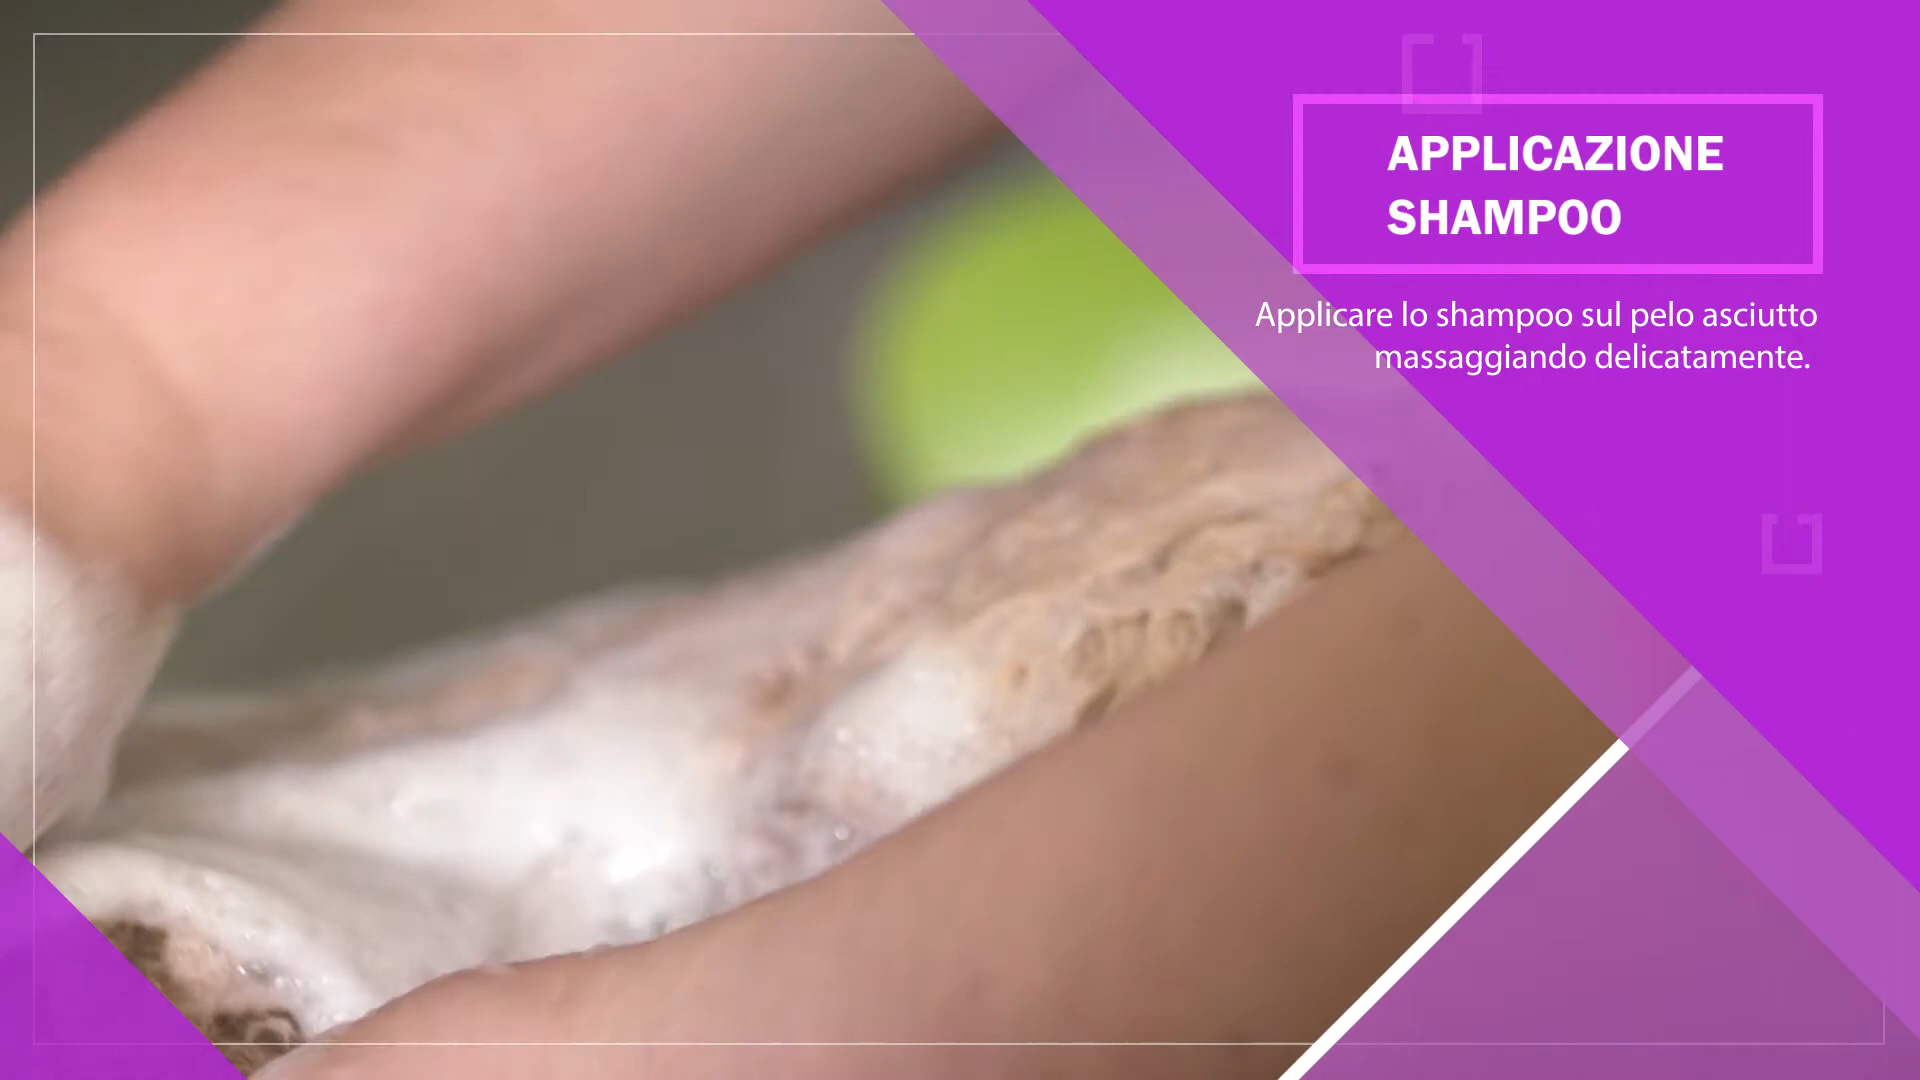 APPLICAZIONE
SHAMPOO
Applicare lo shampoo sul pelo asciutto
massaggiando delicatamente.